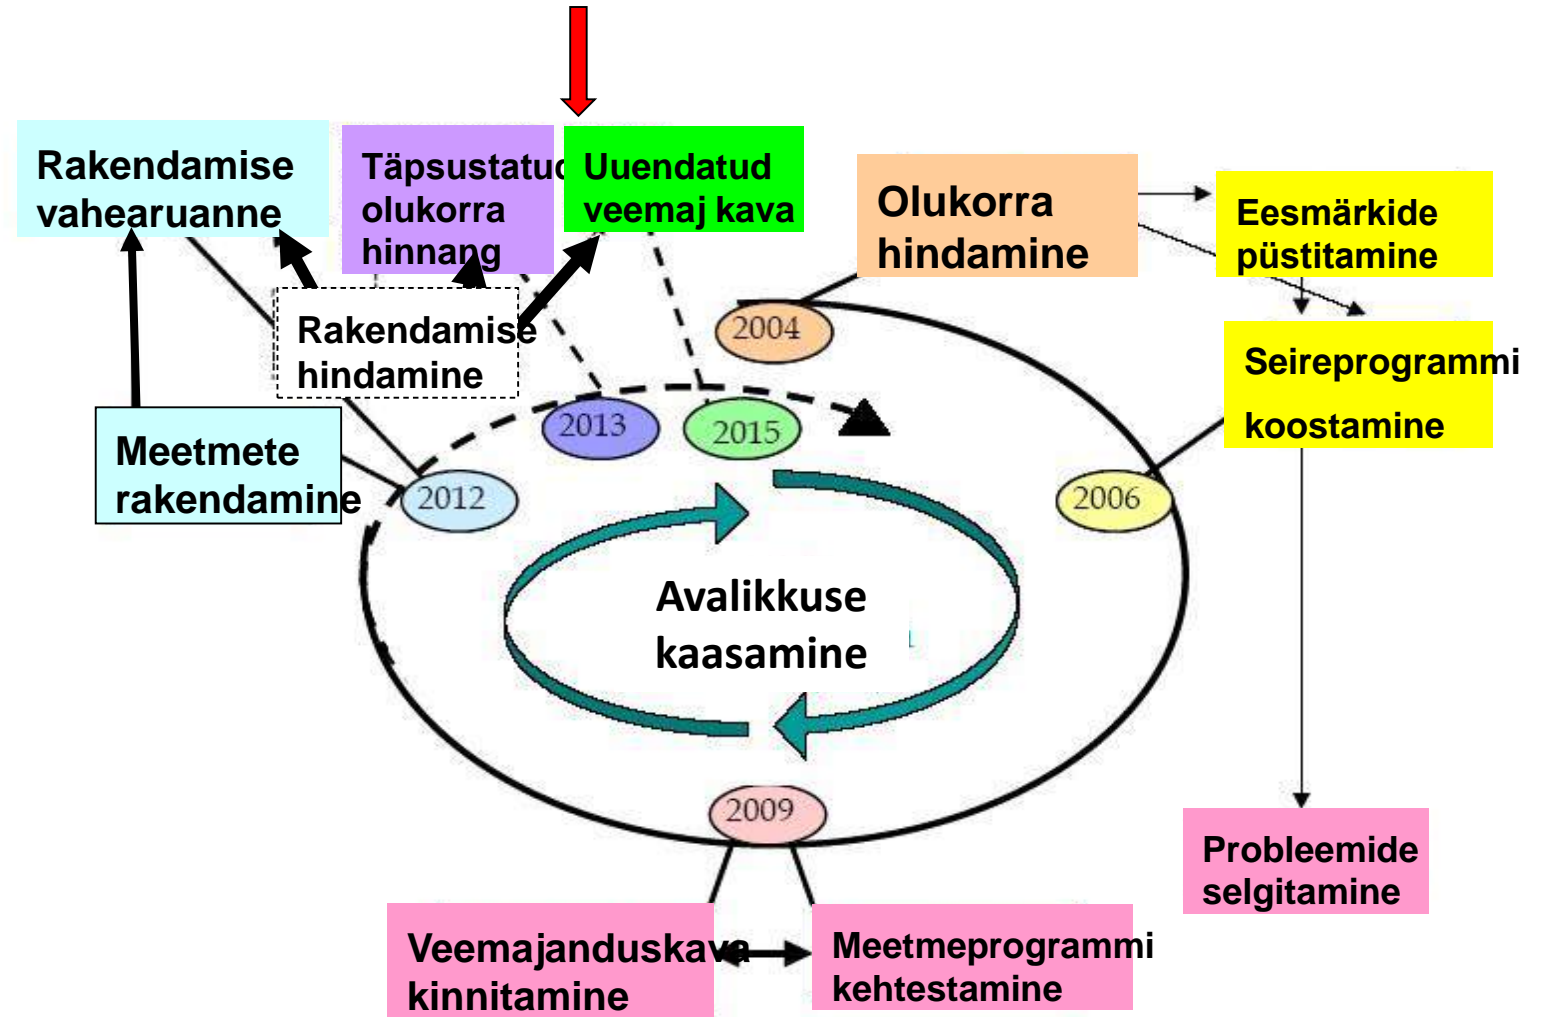 Rakendamise
vahearuanne
Täpsustatud
olukorra
hinnang
Uuendatud
veemaj kava
Olukorra
hindamine
Eesmärkide
püstitamine
Rakendamise
hindamine
2004
Seireprogrammi
koostamine
Meetmete
rakendamine
2012
2013
2015
2006
Avalikkuse
kaasamine
2009
Probleemide
selgitamine
Veemajanduskava
kinnitamine
Meetmeprogrammi
kehtestamine